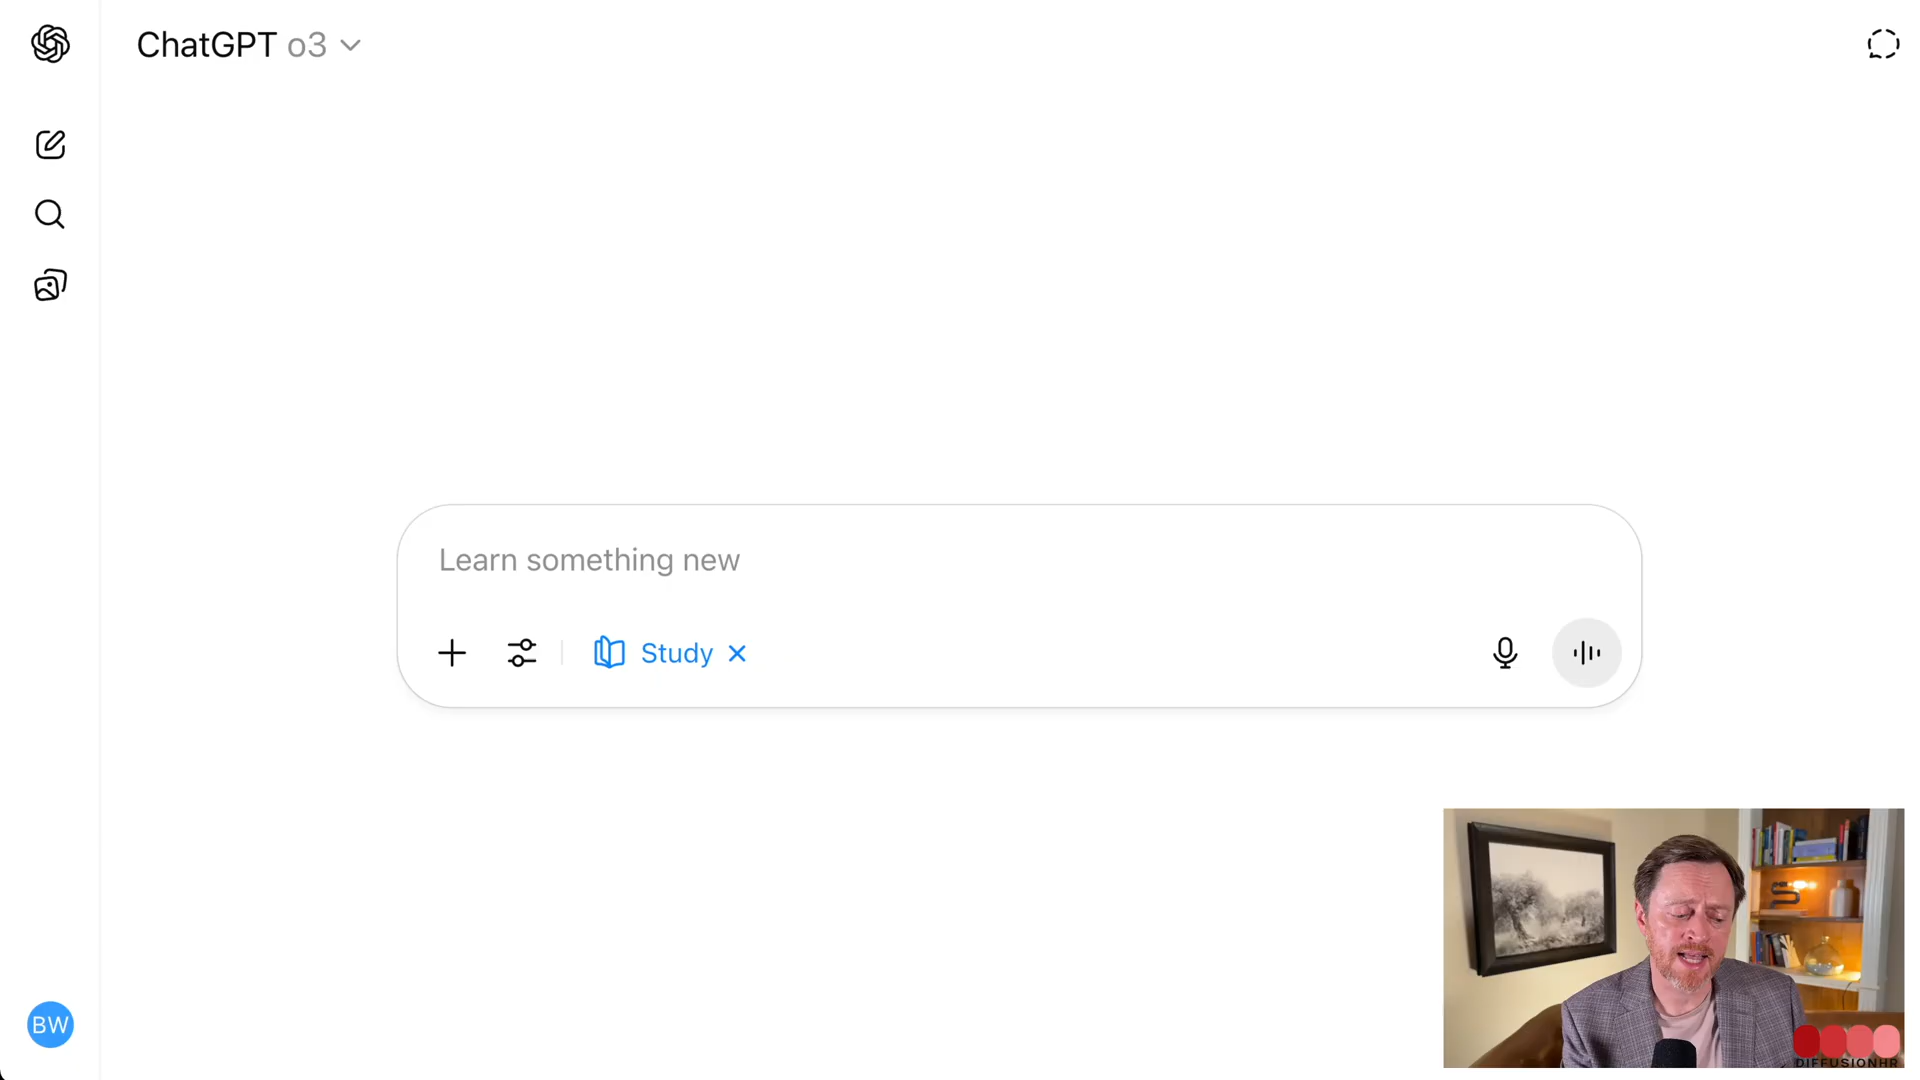 ChatGPT o3
Learn something new
Study
BW
DIFFUSIONHR